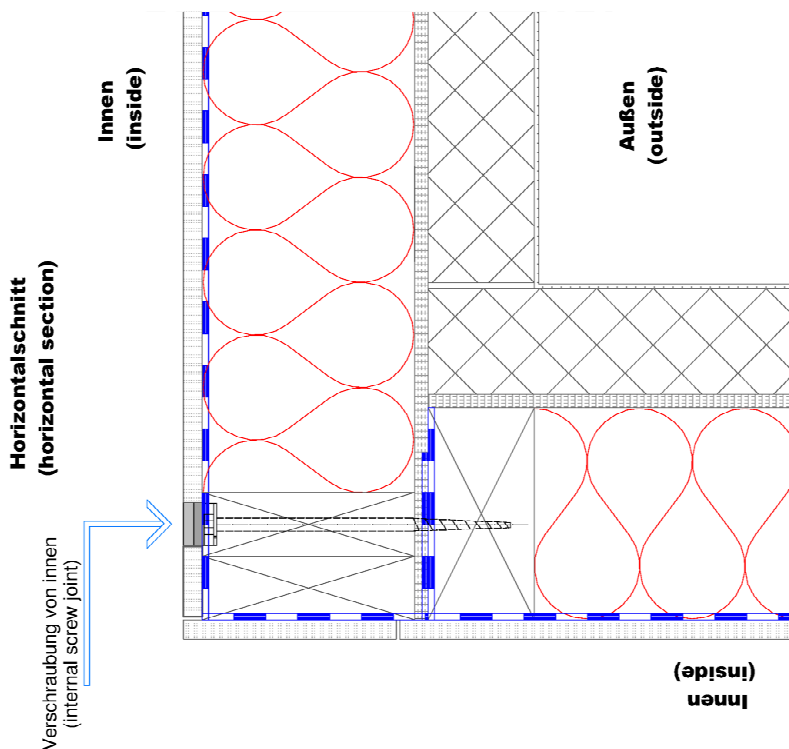 Innen
(inside)
Außen
(outside)
Horizontalschnitt
(horizontal section)
Verschraubung von innen
(internal screw joint)
Innen
(inside)